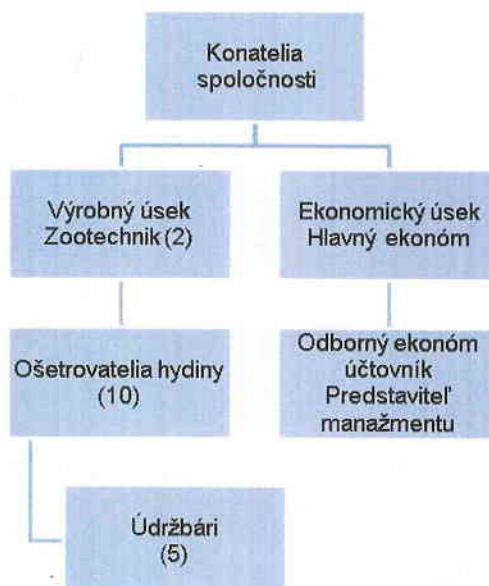 Konatelia
spoločnosti
Výrobný úsek
Zootechnik (2)
Ekonomický úsek
Hlavný ekonóm
Ošetrovatelia hydiny
(10)
Odborný ekonóm
účtovník
Predstaviteľ
manažmentu
Údržbári
(5)